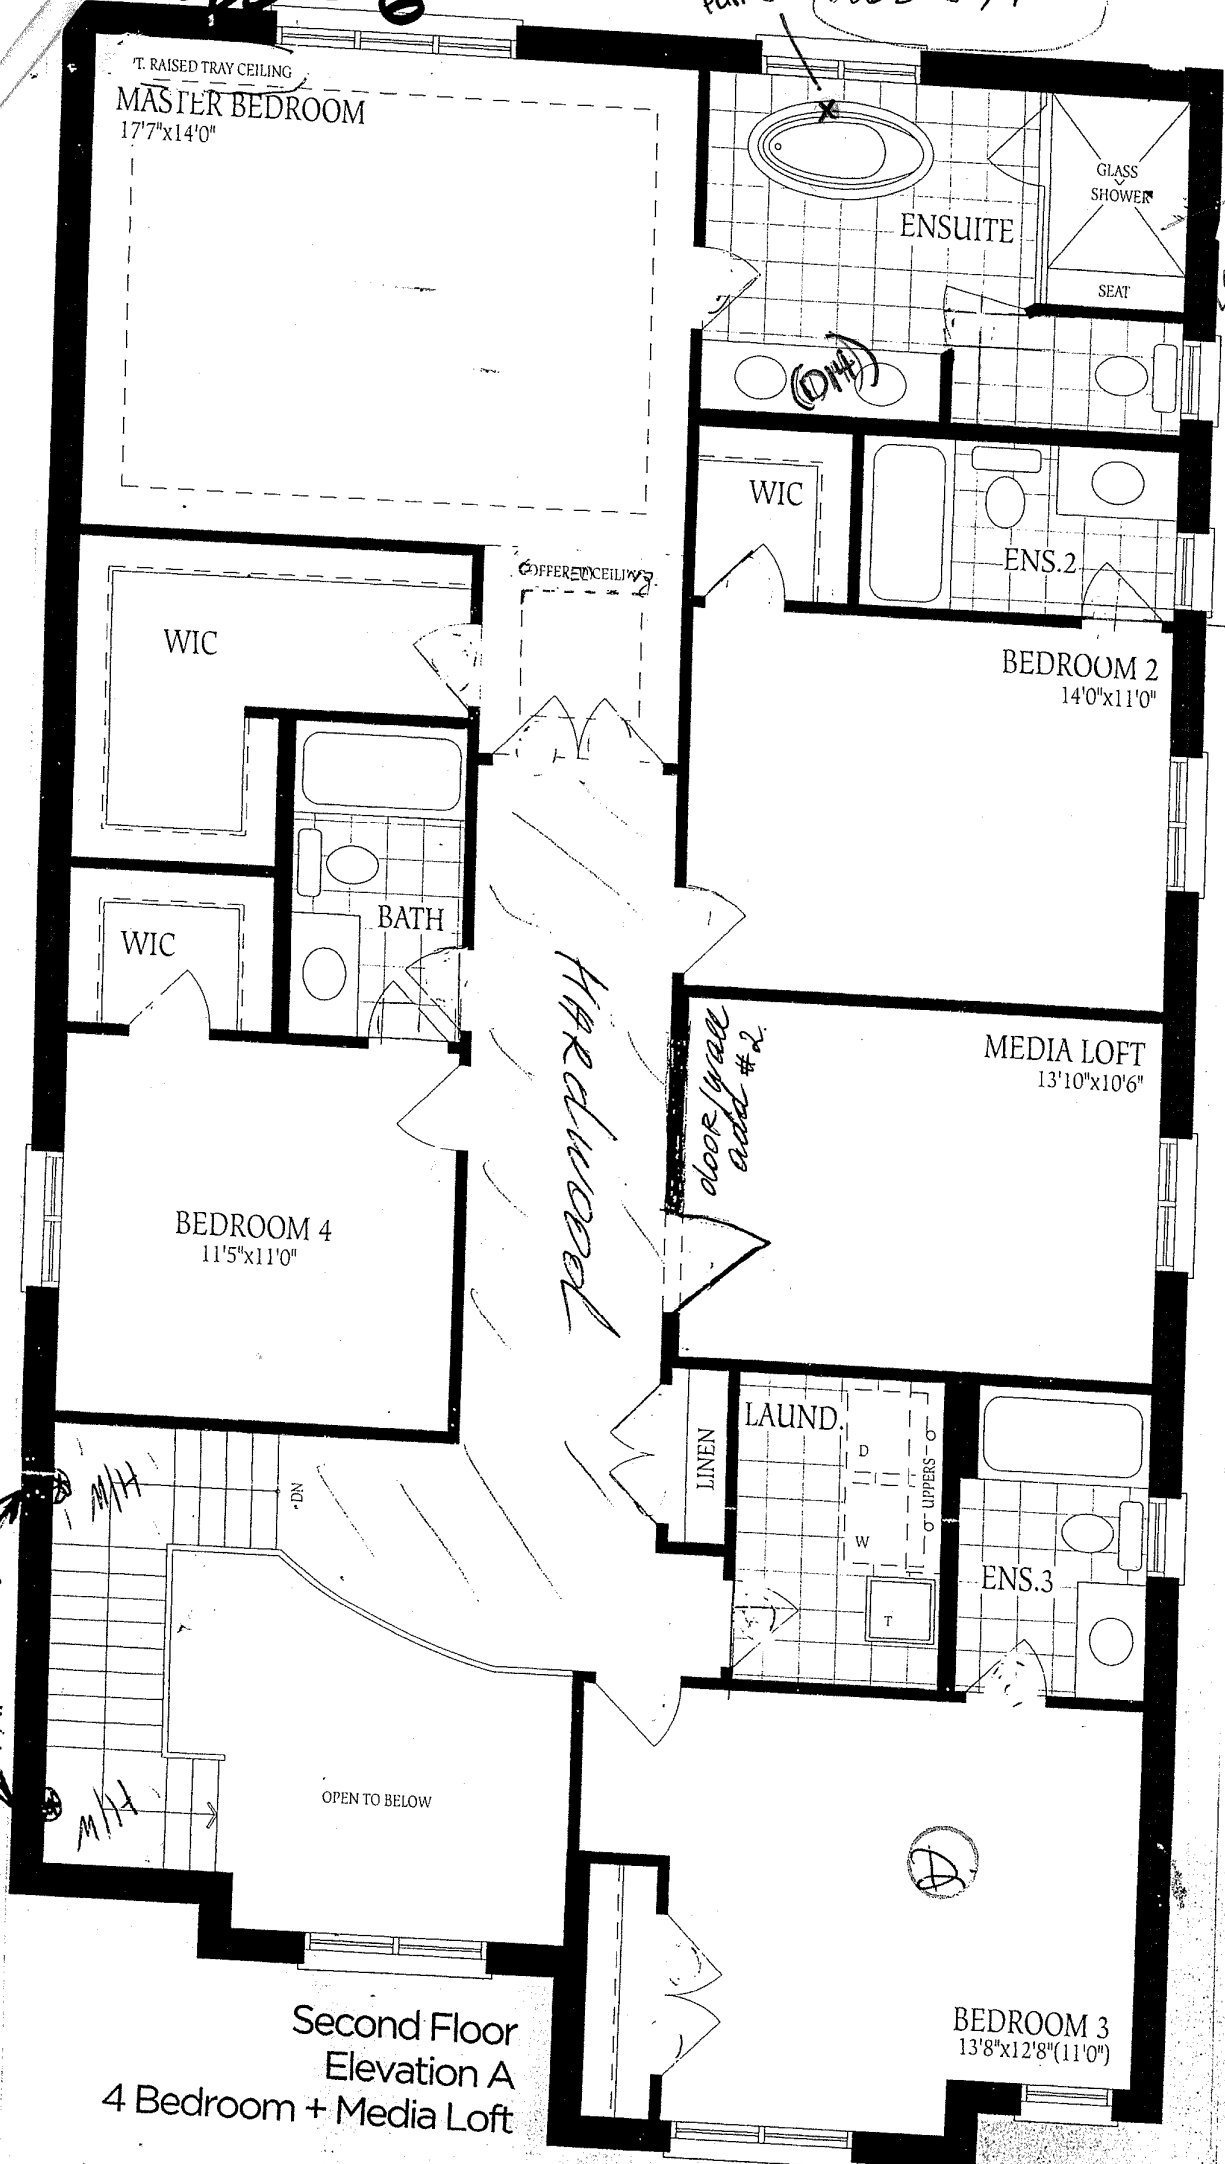 'T. RAISED TRAY CEILING
MASTER BEDROOM
17'7"x14'0"
GLASS
SHOWER
ENSUITE
SEAT
(D14)
WIC
ENS.2
COFFERED CEILING
WIC
BEDROOM 2
14'0"x11'0"
BATH
WIC
Hardwood
door/wall
add #2
MEDIA LOFT
13'10"x10'6"
BEDROOM 4
11'5"x11'0"
LAUND.
LINEN
D
UPPERS
W
M/H
DN
ENS.3
T
OPEN TO BELOW
M/H
D
BEDROOM 3
13'8"x12'8"(11'0")
Second Floor
Elevation A
4 Bedroom + Media Loft